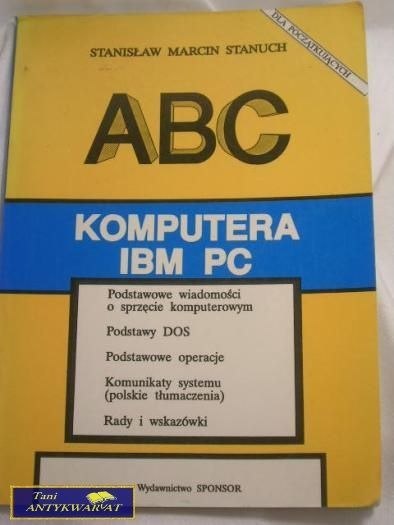 STANISŁAW MARCIN STANUCH
DLA POCZĄTKUJĄCYCH
ABC
KOMPUTERA
IBM PC
Podstawowe wiadomości
o sprzęcie komputerowym
Podstawy DOS
Podstawowe operacje
Komunikaty systemu
(polskie tłumaczenia)
Rady i wskazówki
Wydawnictwo SPONSOR
Tani
ANTYKWARYAT